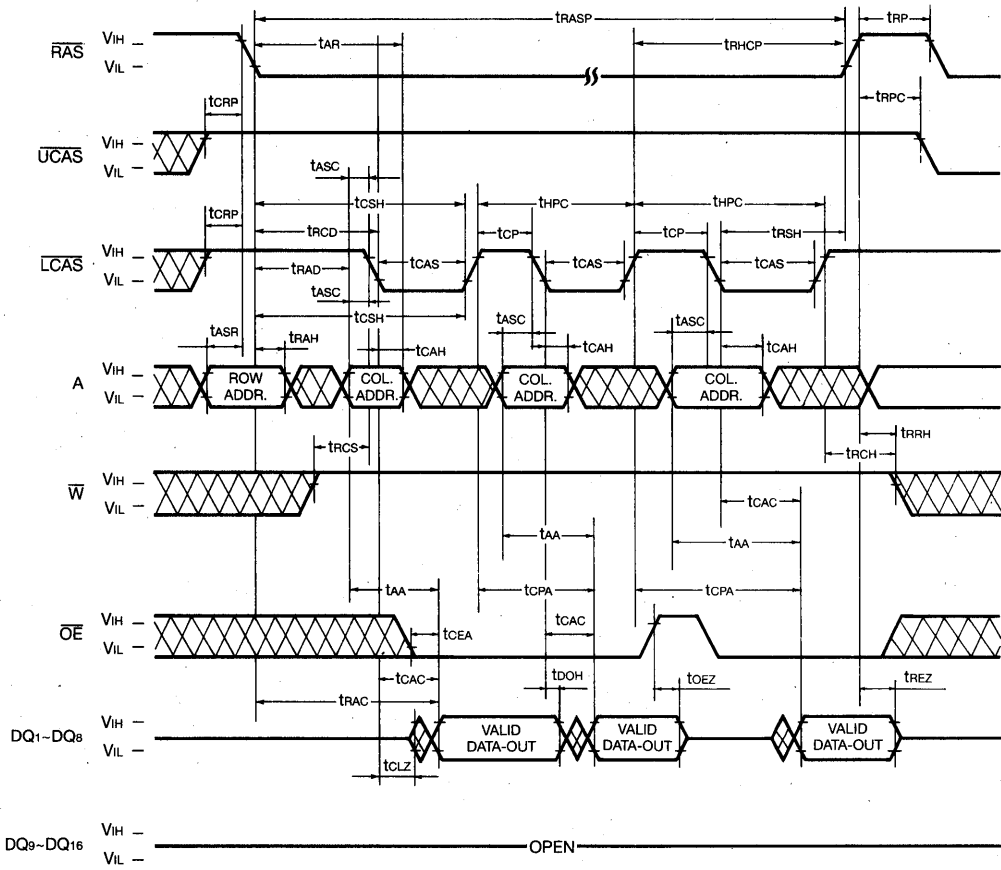 tRASP
tRP
tAR
tRHCP
RAS
VIH
VIL
tCRP
tRPC
UCAS
VIH
VIL
tASC
tCSH
tHPC
tHPC
tCRP
tRCD
tCP
tCP
tRSH
LCAS
VIH
VIL
tRAD
tCAS
tCAS
tCAS
tASC
tCSH
tASC
tASC
tASR
tRAH
tCAH
tCAH
tCAH
A
VIH
VIL
ROW
ADDR.
COL.
ADDR.
COL.
ADDR.
COL.
ADDR.
tRRH
tRCS
tRCH
W
VIH
VIL
tCAC
tAA
tAA
tAA
tCPA
tCPA
OE
VIH
VIL
tCEA
tCAC
tCAC
tDOH
tOEZ
tREZ
tRAC
DQ1~DQ8
VIH
VIL
VALID
DATA-OUT
VALID
DATA-OUT
VALID
DATA-OUT
tCLZ
DQ9~DQ16
VIH
VIL
OPEN